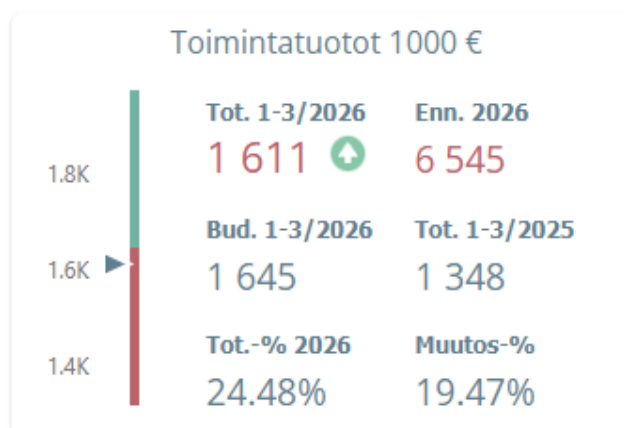 Toimintatuotot 1000 €
Tot. 1-3/2026 Enn. 2026
1 611 6 545
1.8K
Bud. 1-3/2026 Tot. 1-3/2025
1.6K 1 645 1 348
Tot.-% 2026 Muutos-%
1.4K
24.48% 19.47%